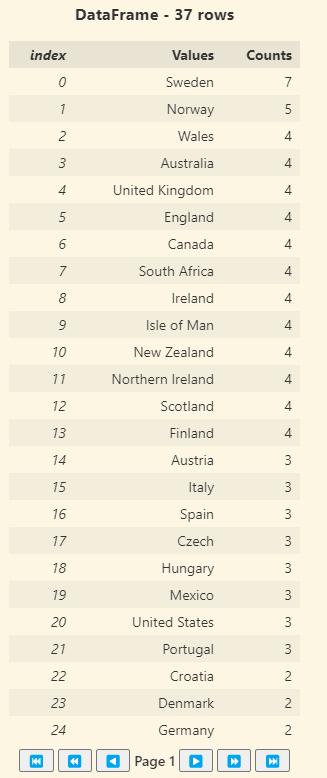 DataFrame - 37 rows
index Values Counts
0 Sweden 7
1 Norway 5
2 Wales 4
3 Australia 4
4 United Kingdom 4
5 England 4
6 Canada 4
7 South Africa 4
8 Ireland 4
9 Isle of Man 4
10 New Zealand 4
11 Northern Ireland 4
12 Scotland 4
13 Finland 4
14 Austria 3
15 Italy 3
16 Spain 3
17 Czech 3
18 Hungary 3
19 Mexico 3
20 United States 3
21 Portugal 3
22 Croatia 2
23 Denmark 2
24 Germany 2
Page 1